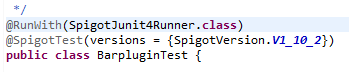 */
@RunWith(SpigotJunit4Runner.class)
@SpigotTest(versions = {SpigotVersion.V1_10_2})
public class BarpluginTest {